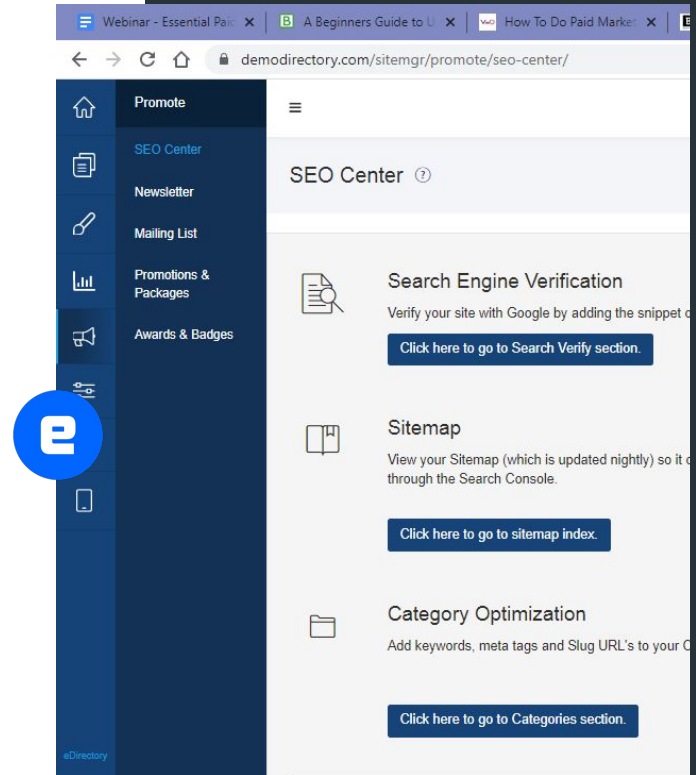 Webinar - Essential Pai
A Beginners Guide to U
How To Do Paid Market
demodirectory.com/sitemgr/promote/seo-center/
Promote
SEO Center
Newsletter
Mailing List
Promotions &
Packages
Awards & Badges
eDirectory
SEO Center
Search Engine Verification
Verify your site with Google by adding the snippet
Click here to go to Search Verify section.
Sitemap
View your Sitemap (which is updated nightly) so it
through the Search Console.
Click here to go to sitemap index.
Category Optimization
Add keywords, meta tags and Slug URL's to your
Click here to go to Categories section.